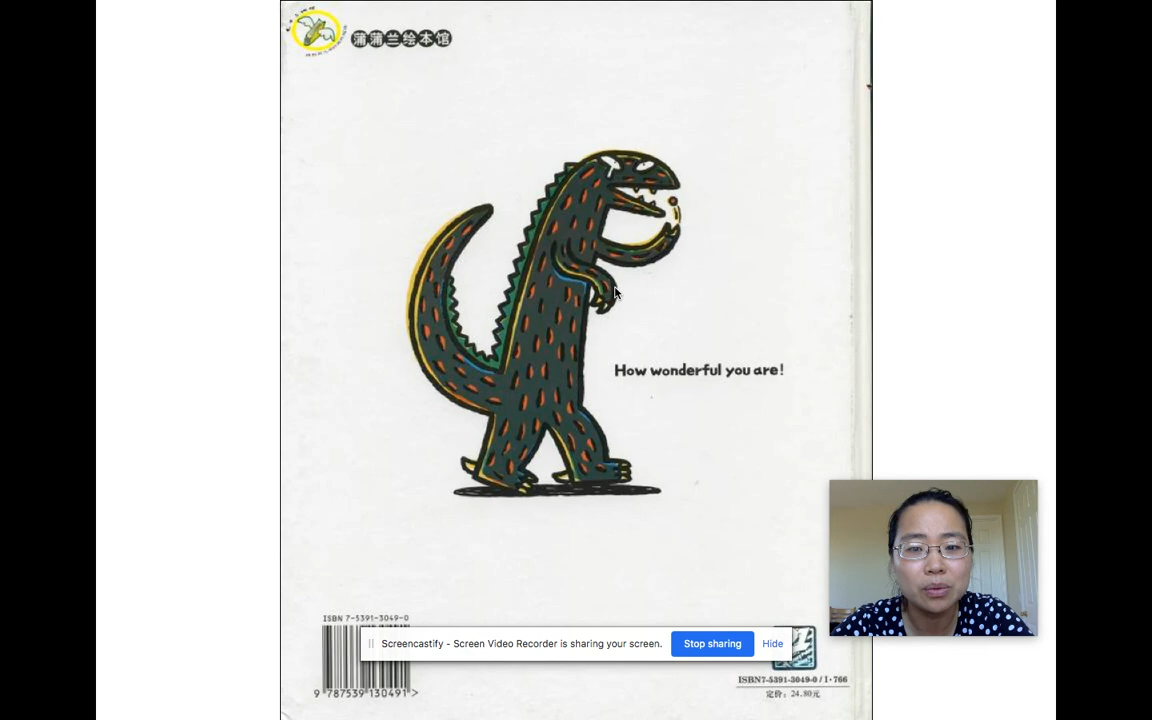 蒲蒲兰绘本馆
How wonderful you are!
ISBN 7-5391-3049-0
Screencastify - Screen Video Recorder is sharing your screen.
Stop sharing
Hide
9 787539 130491 >
ISBN7-5391-3049-0 / I·766
定价: 24.80元